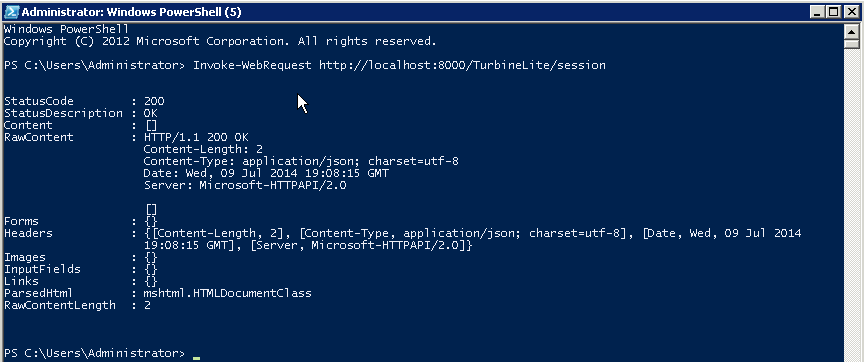 Administrator: Windows PowerShell (5)
Windows PowerShell
Copyright (C) 2012 Microsoft Corporation. All rights reserved.
PS C:\Users\Administrator> Invoke-WebRequest http://localhost:8000/TurbineLite/session
StatusCode : 200
StatusDescription : OK
Content : []
RawContent : HTTP/1.1 200 OK
Content-Length: 2
Content-Type: application/json; charset=utf-8
Date: Wed, 09 Jul 2014 19:08:15 GMT
Server: Microsoft-HTTPAPI/2.0
[]
Forms : {}
Headers : {[Content-Length, 2], [Content-Type, application/json; charset=utf-8], [Date, Wed, 09 Jul 2014
19:08:15 GMT], [Server, Microsoft-HTTPAPI/2.0]}
Images : {}
InputFields : {}
Links : {}
ParsedHtml : mshtml.HTMLDocumentClass
RawContentLength : 2
PS C:\Users\Administrator> _